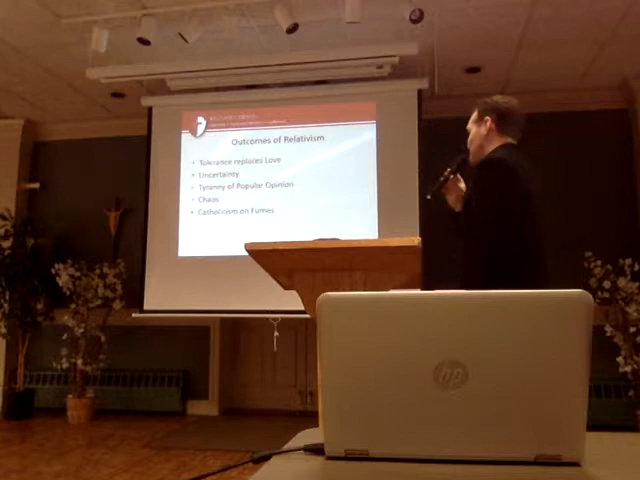 Outcomes of Relativism
• Tolerance replaces Love
• Uncertainty
• Tyranny of Popular Opinion
• Chaos
• Catholicism on Fumes
hp